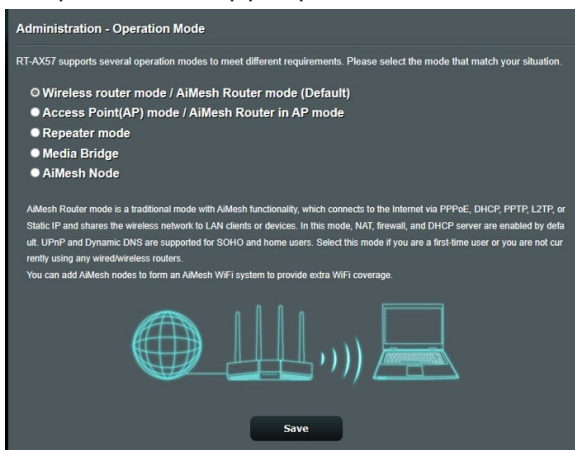 Administration - Operation Mode
RT-AX57 supports several operation modes to meet different requirements. Please select the mode that match your situation.
Wireless router mode / AiMesh Router mode (Default)
Access Point(AP) mode / AiMesh Router in AP mode
Repeater mode
Media Bridge
AiMesh Node
AiMesh Router mode is a traditional mode with AiMesh functionality, which connects to the Internet via PPPoE, DHCP, PPTP, L2TP, or
Static IP and shares the wireless network to LAN clients or devices. In this mode, NAT, firewall, and DHCP server are enabled by defa
ult. UPnP and Dynamic DNS are supported for SOHO and home users. Select this mode if you are a first-time user or you are not cur
rently using any wired/wireless routers.
You can add AiMesh nodes to form an AiMesh WiFi system to provide extra WiFi coverage.
Save